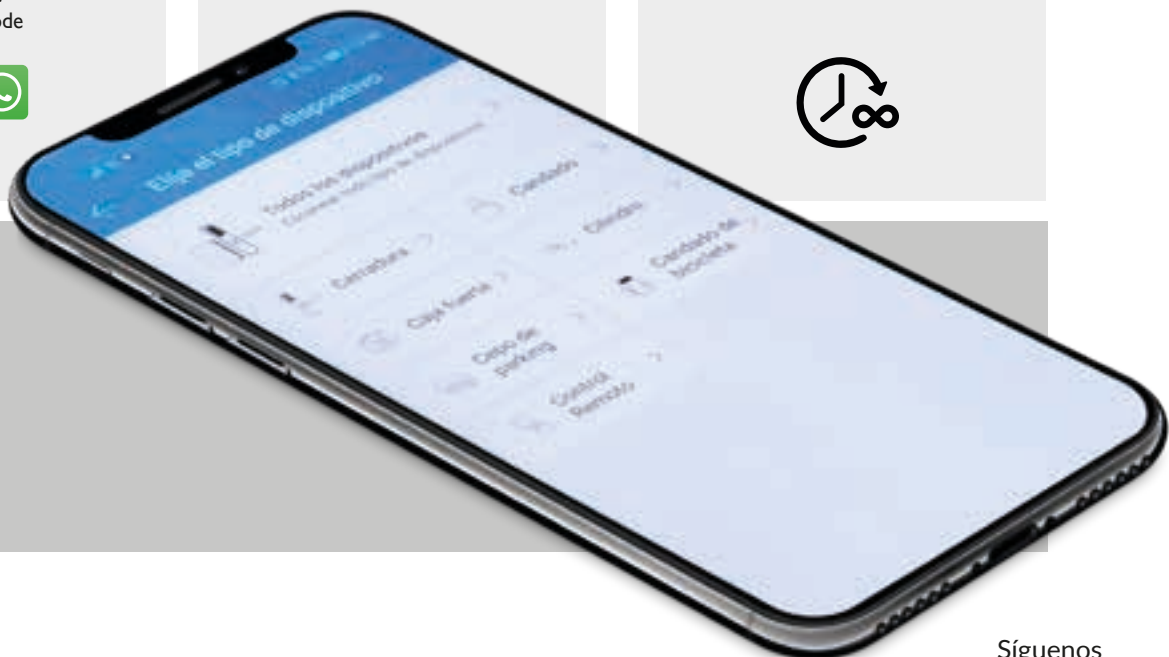 de
Elija el tipo de dispositivo
Todos los dispositivos
Candado
Cerradura
Cilindro
Caja fuerte
Candado de
bicicleta
Cepo de
parking
Control
Remoto
Síguenos